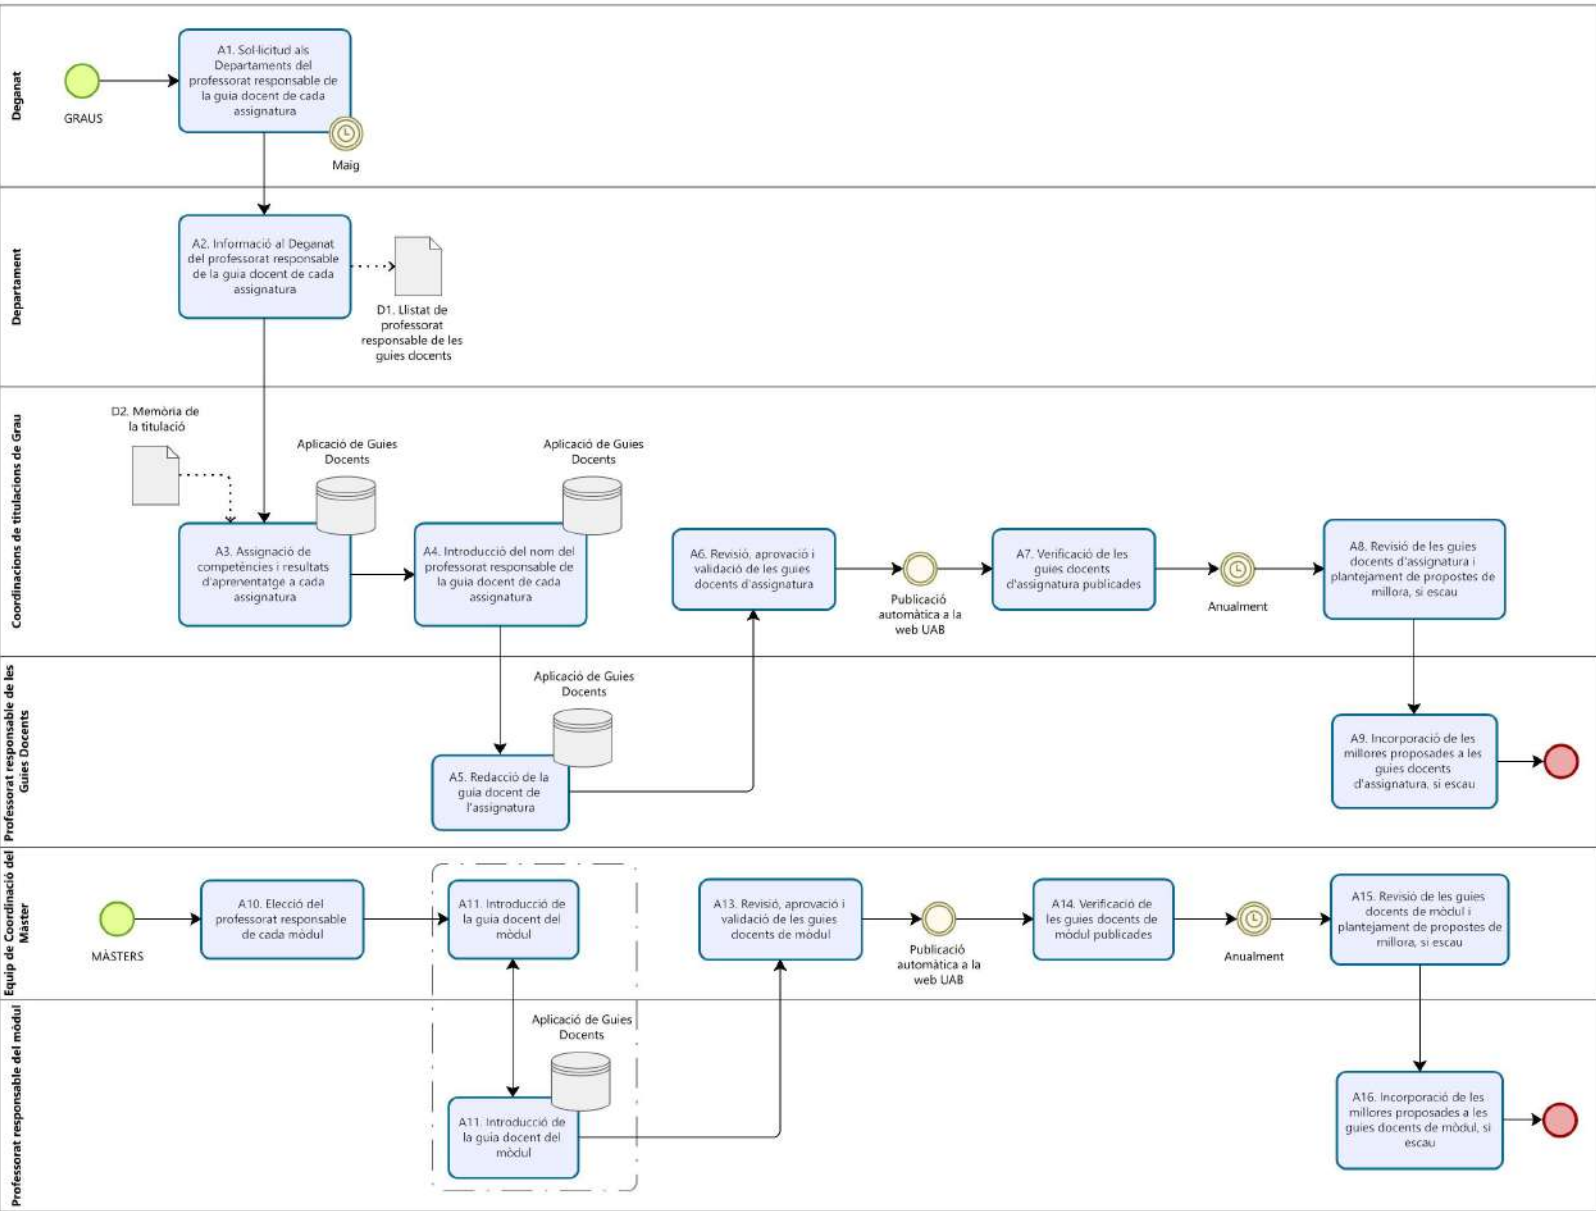 Deganat
GRAUS
A1. Sol·licitud als
Departaments del
professorat responsable de
la guia docent de cada
assignatura
Maig
Departament
A2. Informació al Deganat
del professorat responsable
de la guia docent de cada
assignatura
D1. Llistat de
professorat
responsable de les
guies docents
Coordinacions de titulacions de Grau
D2. Memòria de
la titulació
Aplicació de Guies
Docents
A3. Assignació de
competències i resultats
d'aprenentatge a cada
assignatura
Aplicació de Guies
Docents
A4. Introducció del nom del
professorat responsable de
la guia docent de cada
assignatura
A6. Revisió, aprovació i
validació de les guies
docents d'assignatura
Publicació
automàtica a la
web UAB
A7. Verificació de les
guies docents
d'assignatura publicades
Anualment
A8. Revisió de les guies
docents d'assignatura i
plantejament de propostes de
millora, si escau
Professorat responsable de les
Guies Docents
Aplicació de Guies
Docents
A5. Redacció de la
guia docent de
l'assignatura
A9. Incorporació de les
millores proposades a les
guies docents
d'assignatura, si escau
Equip de Coordinació del
Màster
MÀSTERS
A10. Elecció del
professorat responsable
de cada mòdul
A11. Introducció de
la guia docent del
mòdul
A13. Revisió, aprovació i
validació de les guies
docents de mòdul
Publicació
automàtica a la
web UAB
A14. Verificació de
les guies docents de
mòdul publicades
Anualment
A15. Revisió de les guies
docents de mòdul i
plantejament de propostes de
millora, si escau
Professorat responsable del mòdul
Aplicació de Guies
Docents
A11. Introducció de
la guia docent del
mòdul
A16. Incorporació de les
millores proposades a les
guies docents de mòdul, si
escau